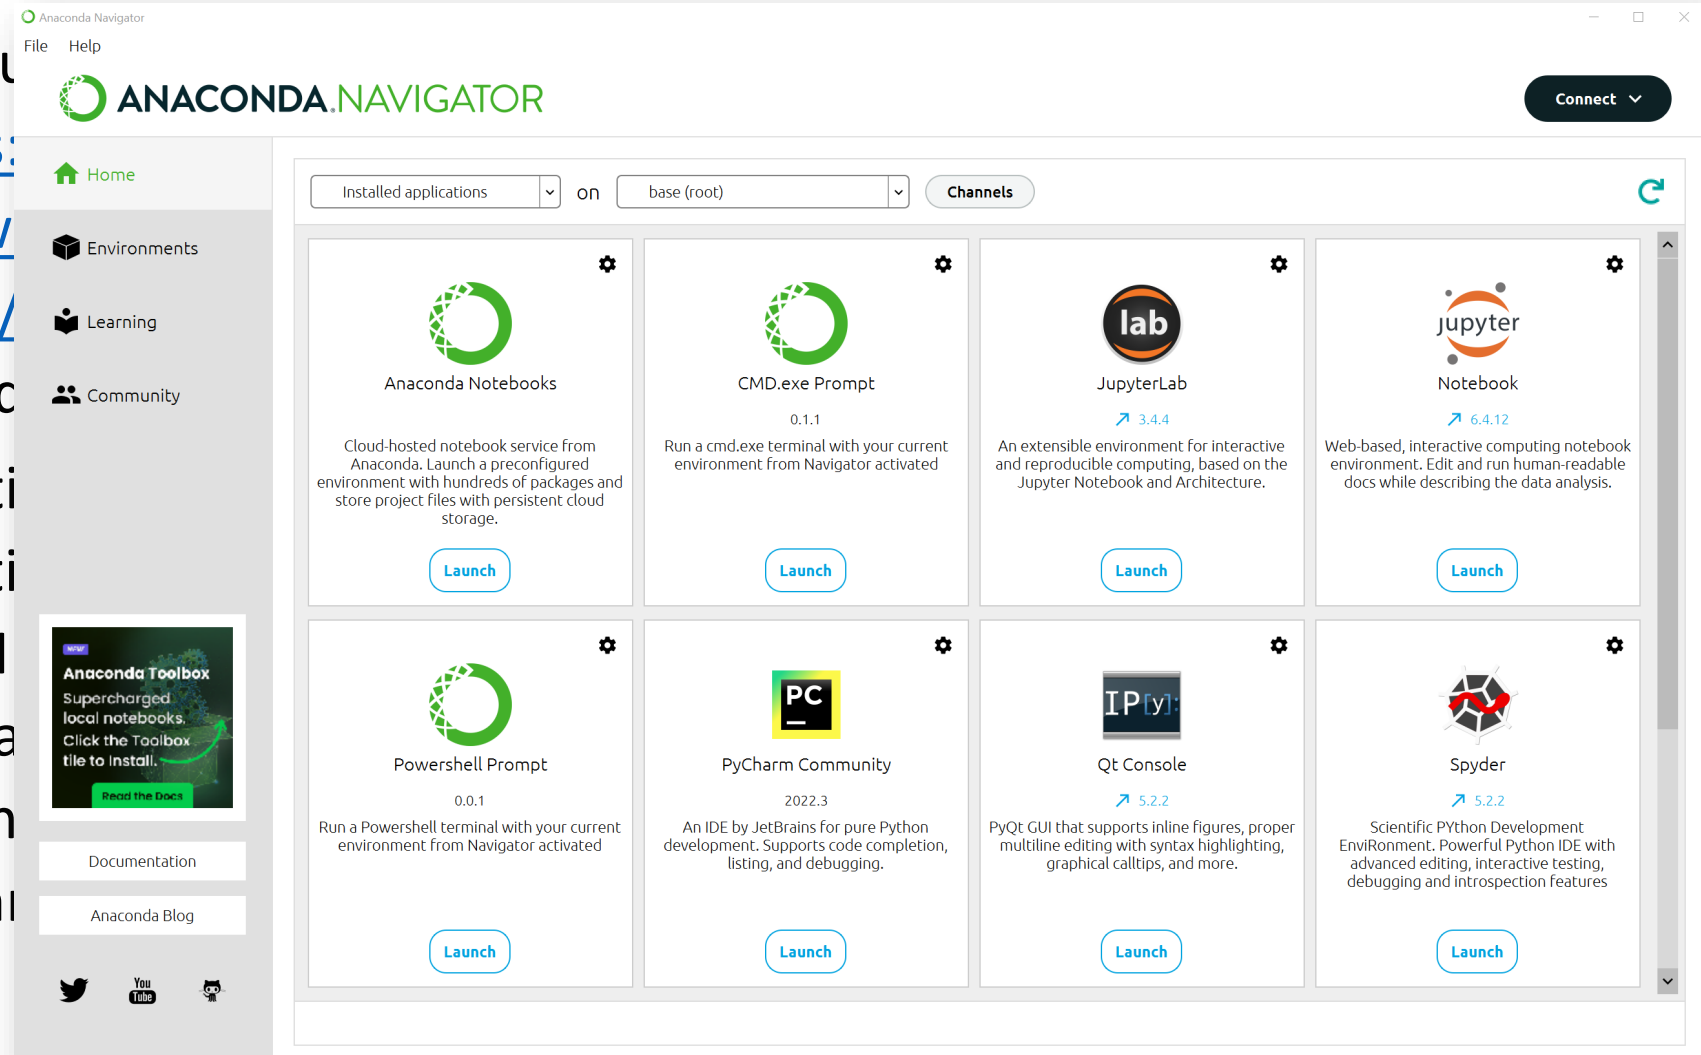 Anaconda Navigator
File Help
ANACONDA.NAVIGATOR
Connect
Home
Environments
Learning
Community
NEW
Anaconda Toolbox
Supercharged
local notebooks.
Click the Toolbox
tile to Install.
Read the Docs
Documentation
Anaconda Blog
You
Tube
Installed applications on base (root) Channels
Anaconda Notebooks
Cloud-hosted notebook service from
Anaconda. Launch a preconfigured
environment with hundreds of packages and
store project files with persistent cloud
storage.
Launch
CMD.exe Prompt
0.1.1
Run a cmd.exe terminal with your current
environment from Navigator activated
Launch
lab
JupyterLab
3.4.4
An extensible environment for interactive
and reproducible computing, based on the
Jupyter Notebook and Architecture.
Launch
jupyter
Notebook
6.4.12
Web-based, interactive computing notebook
environment. Edit and run human-readable
docs while describing the data analysis.
Launch
Powershell Prompt
0.0.1
Run a Powershell terminal with your current
environment from Navigator activated
Launch
PC
PyCharm Community
2022.3
An IDE by JetBrains for pure Python
development. Supports code completion,
listing, and debugging.
Launch
IP[y]:
Qt Console
5.2.2
PyQt GUI that supports inline figures, proper
multiline editing with syntax highlighting,
graphical calltips, and more.
Launch
Spyder
5.2.2
Scientific PYthon Development
EnviRonment. Powerful Python IDE with
advanced editing, interactive testing,
debugging and introspection features
Launch